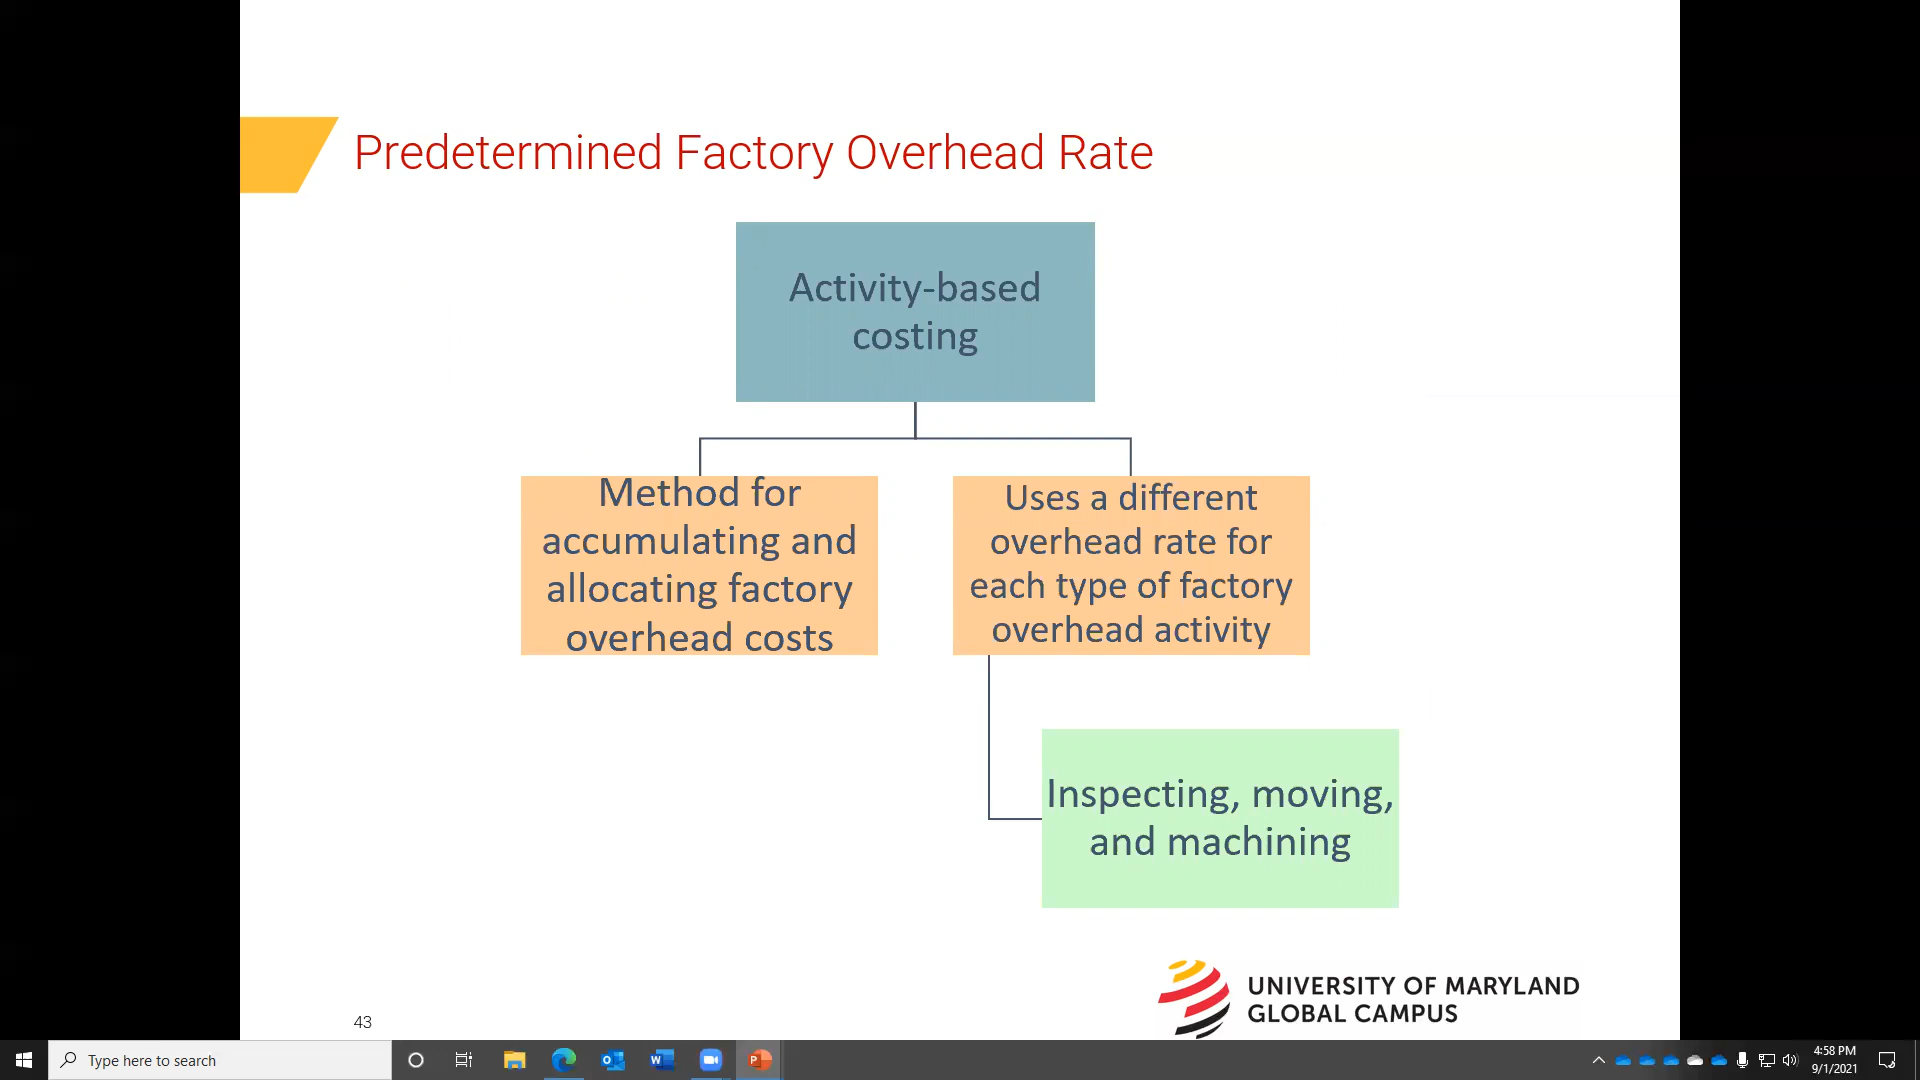 Predetermined Factory Overhead Rate
Activity-based
costing
Method for
accumulating and
allocating factory
overhead costs
Uses a different
overhead rate for
each type of factory
overhead activity
Inspecting, moving,
and machining
UNIVERSITY OF MARYLAND
GLOBAL CAMPUS
43
Type here to search
4:58 PM
9/1/2021